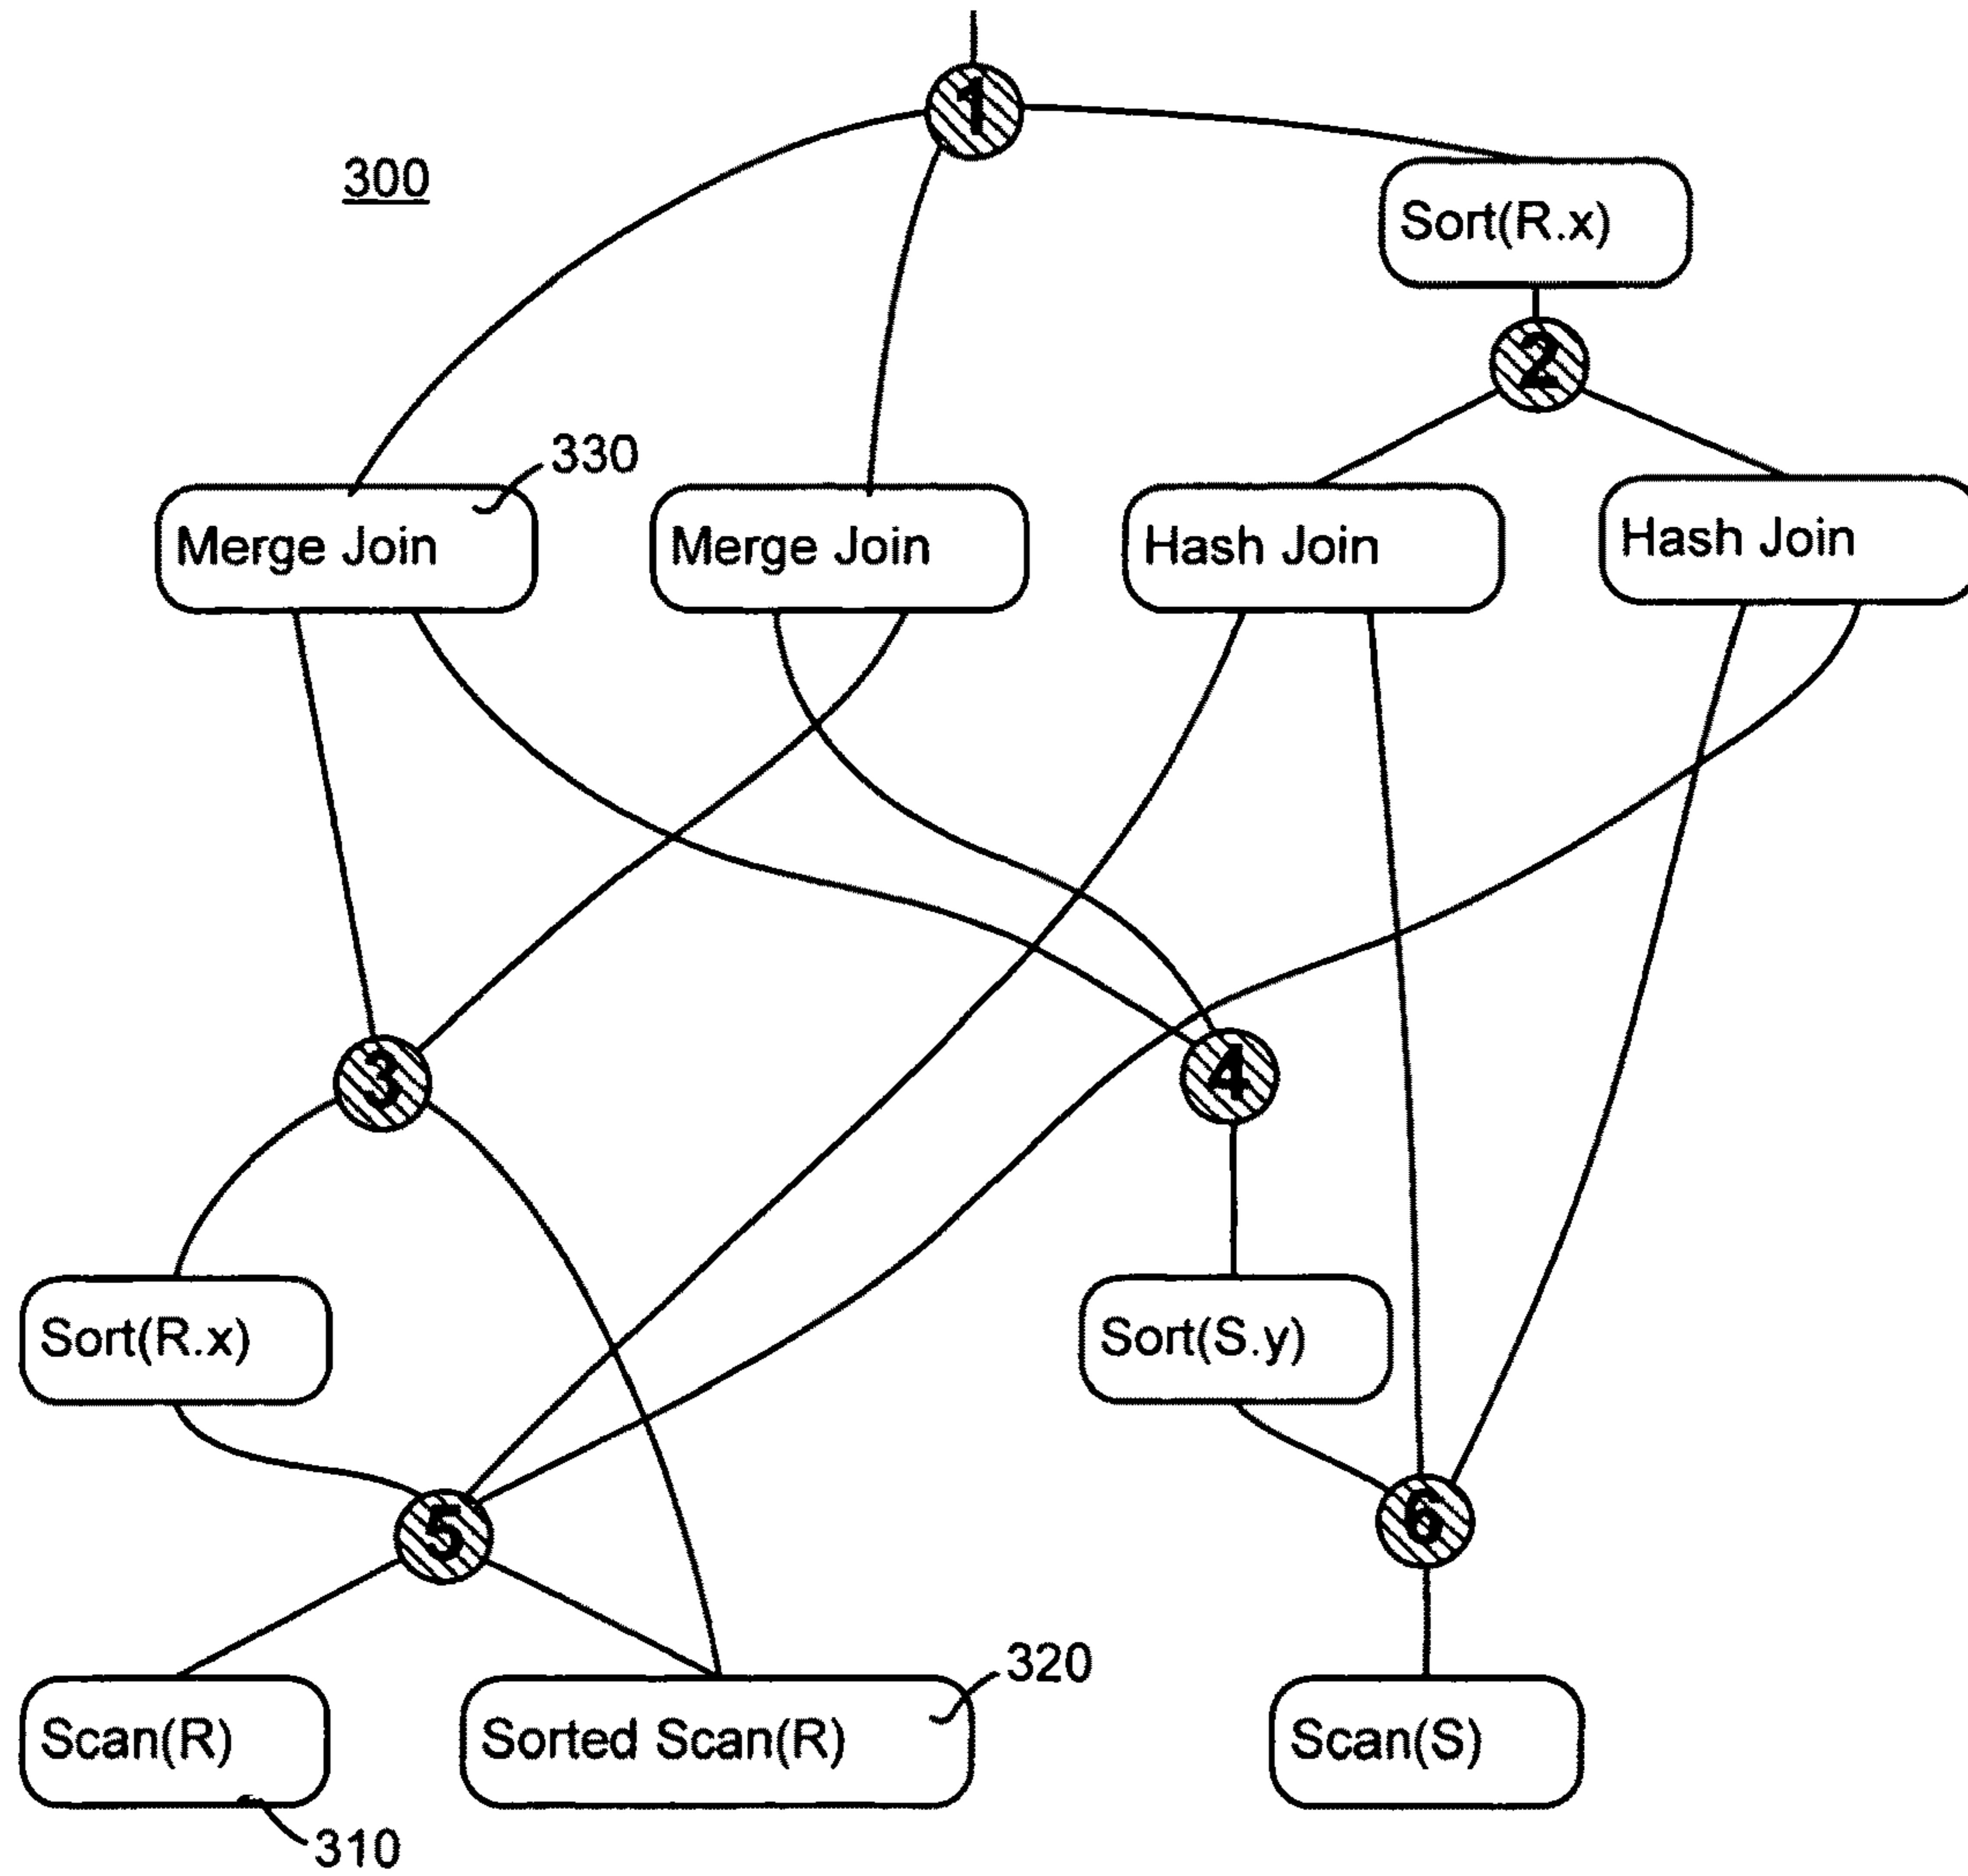 1
300
Sort(R.x)
2
330
Merge Join
Merge Join
Hash Join
Hash Join
3
4
Sort(R.x)
Sort(S.y)
5
6
320
Scan(R)
Sorted Scan(R)
Scan(S)
310